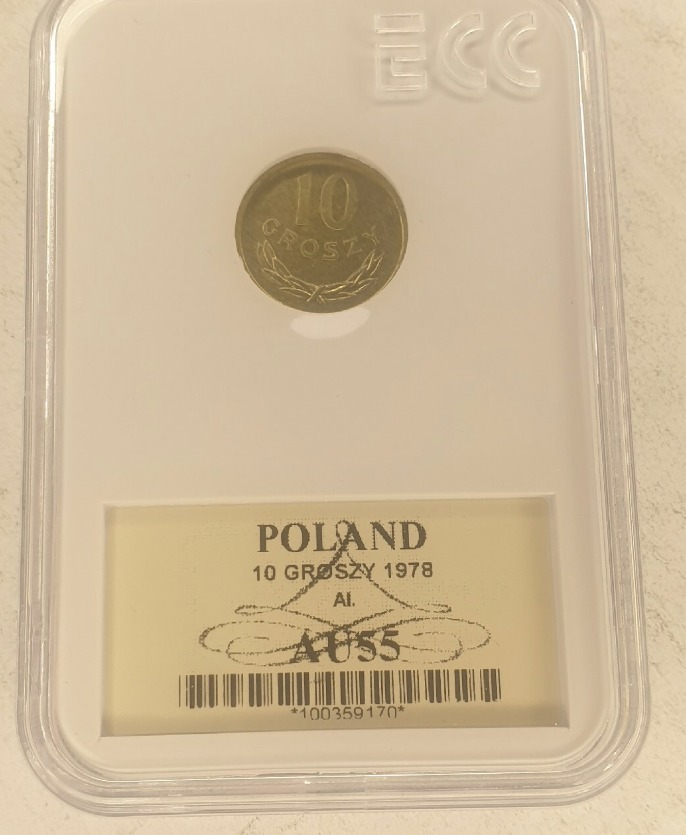 ECC
10
GROSZY
POLAND
10 GROSZY 1978
Al.
AU55
*100359170*